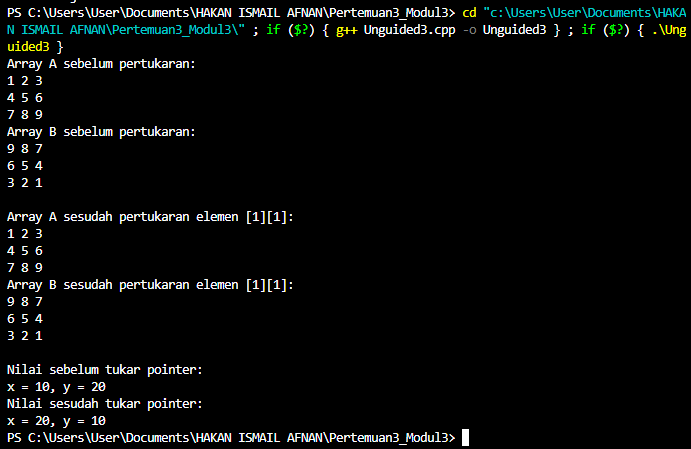 PS C:\Users\User\Documents\HAKAN ISMAIL AFNAN\Pertemuan3_Modul3> cd "c:\Users\User\Documents\HAKA
N ISMAIL AFNAN\Pertemuan3_Modul3\" ; if ($?) { g++ Unguided3.cpp -o Unguided3 } ; if ($?) { .\Ung
uided3 }
Array A sebelum pertukaran:
1 2 3
4 5 6
7 8 9
Array B sebelum pertukaran:
9 8 7
6 5 4
3 2 1

Array A sesudah pertukaran elemen [1][1]:
1 2 3
4 5 6
7 8 9
Array B sesudah pertukaran elemen [1][1]:
9 8 7
6 5 4
3 2 1

Nilai sebelum tukar pointer:
x = 10, y = 20
Nilai sesudah tukar pointer:
x = 20, y = 10
PS C:\Users\User\Documents\HAKAN ISMAIL AFNAN\Pertemuan3_Modul3>